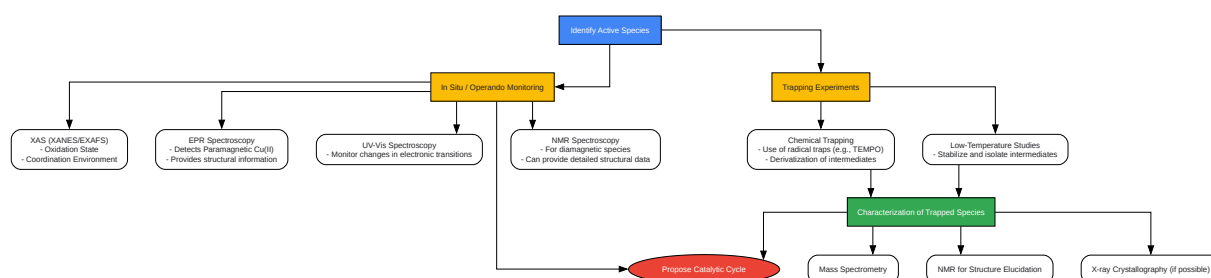 Identify Active Species
In Situ / Operando Monitoring
Trapping Experiments
XAS (XANES/EXAFS)
- Oxidation State
- Coordination Environment
EPR Spectroscopy
- Detects Paramagnetic Cu(II)
- Provides structural information
UV-Vis Spectroscopy
- Monitor changes in electronic transitions
NMR Spectroscopy
- For diamagnetic species
- Can provide detailed structural data
Chemical Trapping
- Use of radical traps (e.g., TEMPO)
- Derivatization of intermediates
Low-Temperature Studies
- Stabilize and isolate intermediates
Characterization of Trapped Species
Propose Catalytic Cycle
Mass Spectrometry
NMR for Structure Elucidation
X-ray Crystallography (if possible)